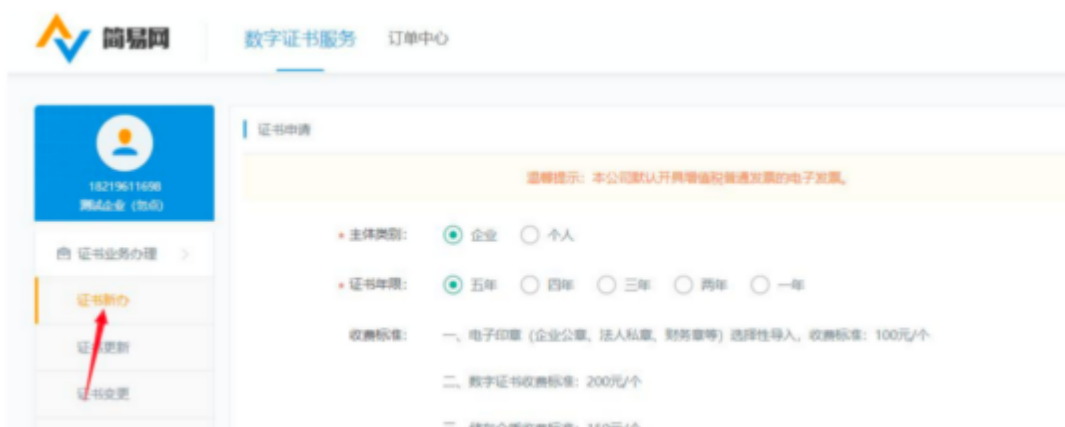 简易网
数字证书服务 订单中心
18219611698
测试企业(勿点)
证书业务办理
证书新办
证书更新
证书变更
证书申请
温馨提示:本公司默认开具增值税普通发票的电子发票。
* 主体类别: 企业 个人
* 证书年限: 五年 四年 三年 两年 一年
收费标准: 一、电子印章(企业公章、法人私章、财务章等)选择性导入,收费标准:100元/个
二、数字证书收费标准:200元/个